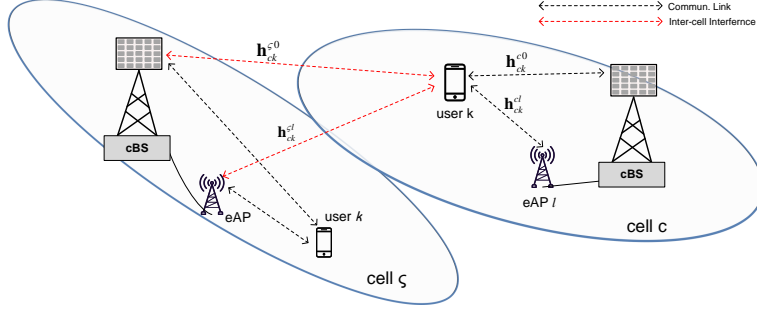 Commun. Link
Inter-cell Interfernce
h_{ck}^{ς0}
h_{ck}^{c0}
user k
h_{ck}^{cl}
h_{ck}^{ςl}
cBS
cBS
eAP
user k
eAP l
cell c
cell ς